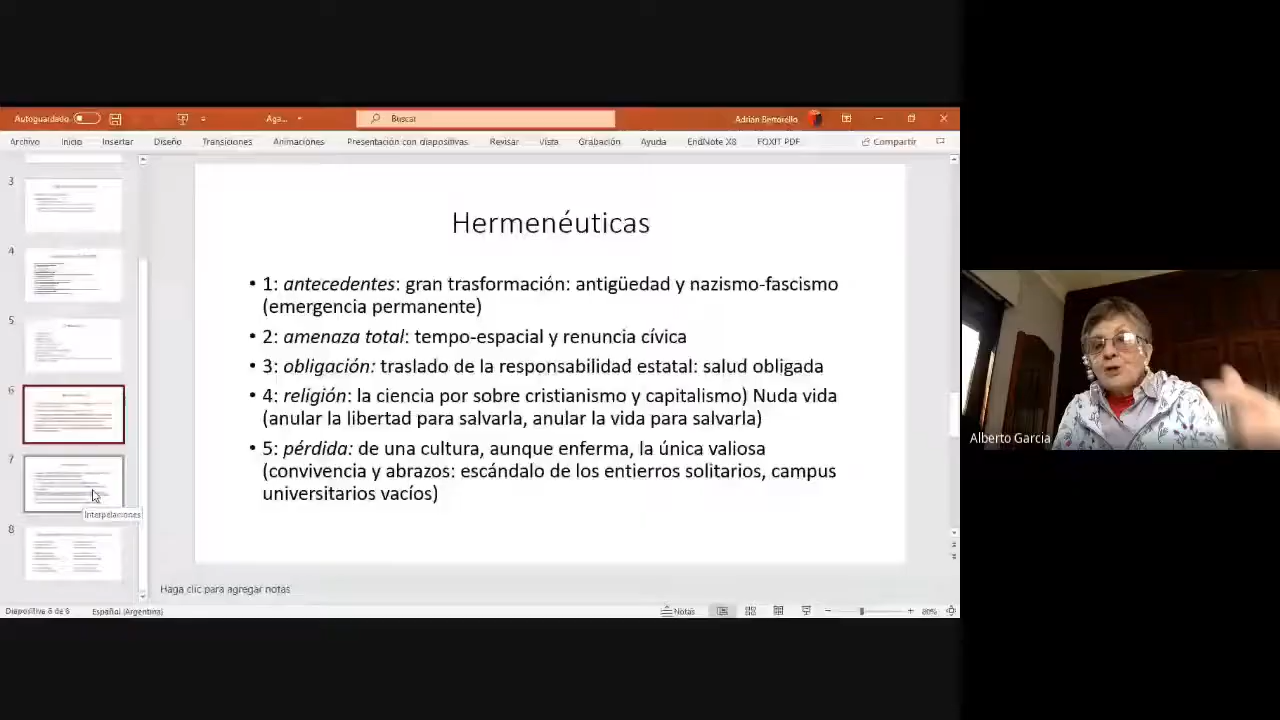 Autoguardado
Aga...
Buscar
Adrián Bertorello
Archivo Inicio Insertar Diseño Transiciones Animaciones Presentación con diapositivas Revisar Vista Grabación Ayuda EndNote X8 FOXIT PDF Compartir
3
4
5
6
7
8
Interpelaciones
Hermenéuticas
• 1: antecedentes: gran trasformación: antigüedad y nazismo-fascismo
(emergencia permanente)
• 2: amenaza total: tempo-espacial y renuncia cívica
• 3: obligación: traslado de la responsabilidad estatal: salud obligada
• 4: religión: la ciencia por sobre cristianismo y capitalismo) Nuda vida
(anular la libertad para salvarla, anular la vida para salvarla)
• 5: pérdida: de una cultura, aunque enferma, la única valiosa
(convivencia y abrazos: escándalo de los entierros solitarios, campus
universitarios vacíos)
Haga clic para agregar notas
Español (Argentina)
Notas
80%
Alberto Garcia